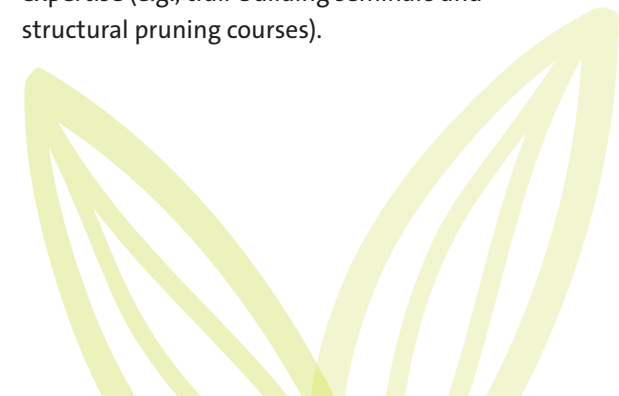 expertise (e.g., trail building seminars and
structural pruning courses).